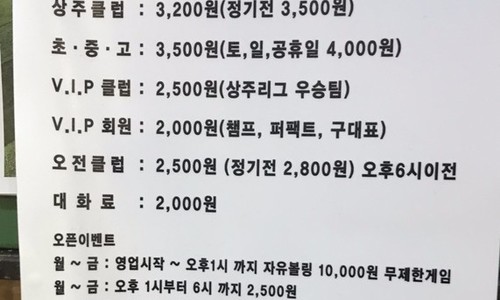 상주클럽 : 3,200원(정기전 3,500원)
초·중·고 : 3,500원(토,일,공휴일 4,000원)
V.I.P 클럽 : 2,500원(상주리그 우승팀)
V.I.P 회원 : 2,000원(챔프, 퍼팩트, 구대표)
오전클럽 : 2,500원 (정기전 2,800원) 오후6시이전
대 화 료 : 2,000원
오픈이벤트
월 ~ 금 : 영업시작 ~ 오후1시 까지 자유볼링 10,000원 무제한게임
월 ~ 금 : 오후 1시부터 6시 까지 2,500원